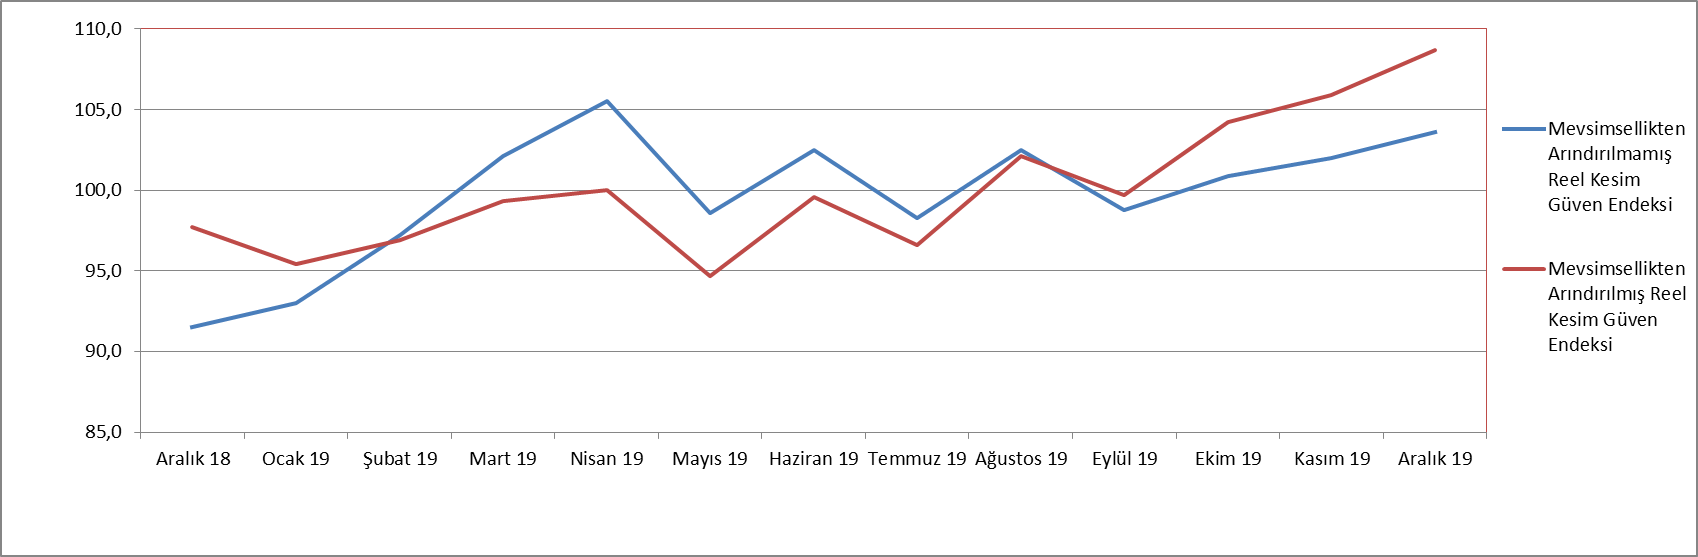 110,0
105,0
100,0
95,0
90,0
85,0
Aralık 18 Ocak 19 Şubat 19 Mart 19 Nisan 19 Mayıs 19 Haziran 19 Temmuz 19 Ağustos 19 Eylül 19 Ekim 19 Kasım 19 Aralık 19
Mevsimsellikten
Arındırılmamış
Reel Kesim
Güven Endeksi
Mevsimsellikten
Arındırılmış Reel
Kesim Güven
Endeksi